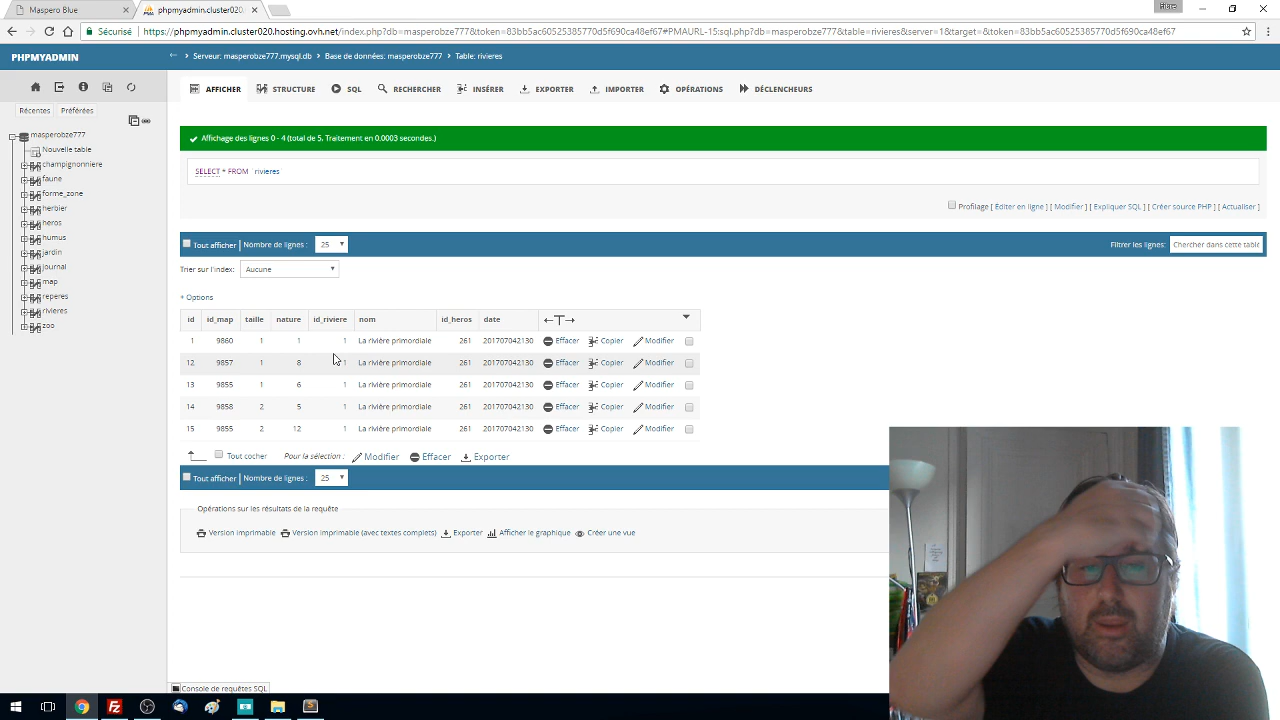 Maspero Blue
phpmyadmin.cluster020.
Sécurisé https://phpmyadmin.cluster020.hosting.ovh.net/index.php?db=masperobze777&token=83bb5ac60525385570d5f690ca48ef67#PMAURL-15:sql.php?db=masperobze777&table=rivieres&server=1&target=&token=83bb5ac60525385570d5f690ca48ef67
PHPMYADMIN
Serveur: masperobze777.mysql.db » Base de données: masperobze777 » Table: rivieres
AFFICHER STRUCTURE SQL RECHERCHER INSÉRER EXPORTER IMPORTER OPÉRATIONS DÉCLENCHEURS
Récentes Préférées
masperobze777
Nouvelle table
champignonniere
faune
forme_zone
herbier
heros
humus
jardin
journal
map
reperes
rivieres
zoo
Affichage des lignes 0 - 4 (total de 5, Traitement en 0.0003 secondes.)
SELECT * FROM `rivieres`
Profilage [ Éditer en ligne ] [ Modifier ] [ Expliquer SQL ] [ Créer source PHP ] [ Actualiser ]
Tout afficher | Nombre de lignes : 25 Filtrer les lignes: Chercher dans cette table
Trier sur l'index: Aucune
+ Options
id id_map taille nature id_riviere nom id_heros date
1 9860 1 1 1 La rivière primordiale 261 201707042130 Effacer Copier Modifier
12 9857 1 8 1 La rivière primordiale 261 201707042130 Effacer Copier Modifier
13 9855 1 6 1 La rivière primordiale 261 201707042130 Effacer Copier Modifier
14 9858 2 5 1 La rivière primordiale 261 201707042130 Effacer Copier Modifier
15 9855 2 12 1 La rivière primordiale 261 201707042130 Effacer Copier Modifier
Tout cocher Pour la sélection : Modifier Effacer Exporter
Tout afficher | Nombre de lignes : 25
Opérations sur les résultats de la requête
Version imprimable Version imprimable (avec textes complets) Exporter Afficher le graphique Créer une vue
Console de requêtes SQL